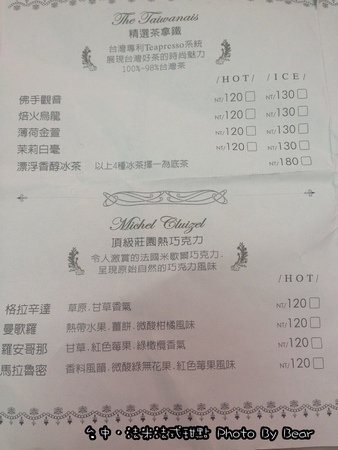 The Taiwanais
精選茶拿鐵
台灣專利Teapresso系統
展現台灣好茶的時尚魅力
100%-98%台灣茶
/HOT/ /ICE/
佛手觀音 NT/120 NT/130
焙火烏龍 NT/120 NT/130
薄荷金萱 NT/120 NT/130
茉莉白毫 NT/120 NT/130
漂浮香醇冰茶 以上4種冰茶擇一為底茶 NT/180
Michel Cluizel
頂級莊園熱巧克力
令人激賞的法國米歇爾巧克力,
呈現原始自然的巧克力風味
/HOT/
格拉辛達 草原.甘草香氣 NT/120
曼歌羅 熱帶水果.薑餅.微酸柑橘風味 NT/120
羅安哥那 甘草.紅色莓果.綠橄欖香氣 NT/120
馬拉魯密 香料風韻.微酸綠無花果.紅色莓果風味 NT/120
台中。法米法式甜點 Photo By Bear